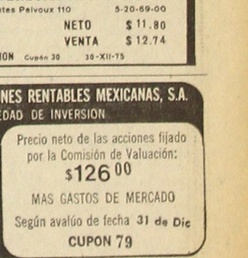 tes Pelvoux 110 5-20-69-00
NETO $ 11.80
VENTA $ 12.74
ION Cupón 30 30-XII-75
NES RENTABLES MEXICANAS, S.A.
EDAD DE INVERSION
Precio neto de las acciones fijado
por la Comisión de Valuación:
$126 00
MAS GASTOS DE MERCADO
Según avalúo de fecha 31 de Dic
CUPON 79